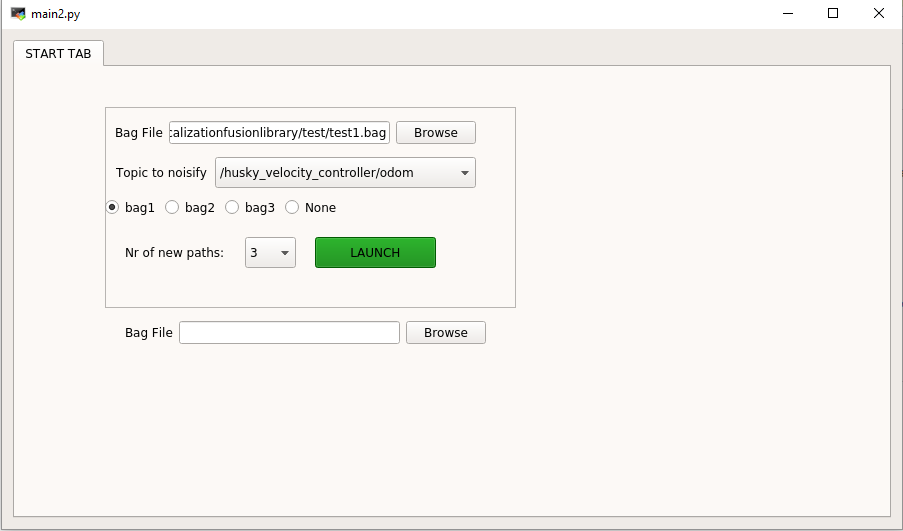 main2.py
START TAB
Bag File calizationfusionlibrary/test/test1.bag Browse
Topic to noisify /husky_velocity_controller/odom
bag1 bag2 bag3 None
Nr of new paths: 3 LAUNCH
Bag File Browse